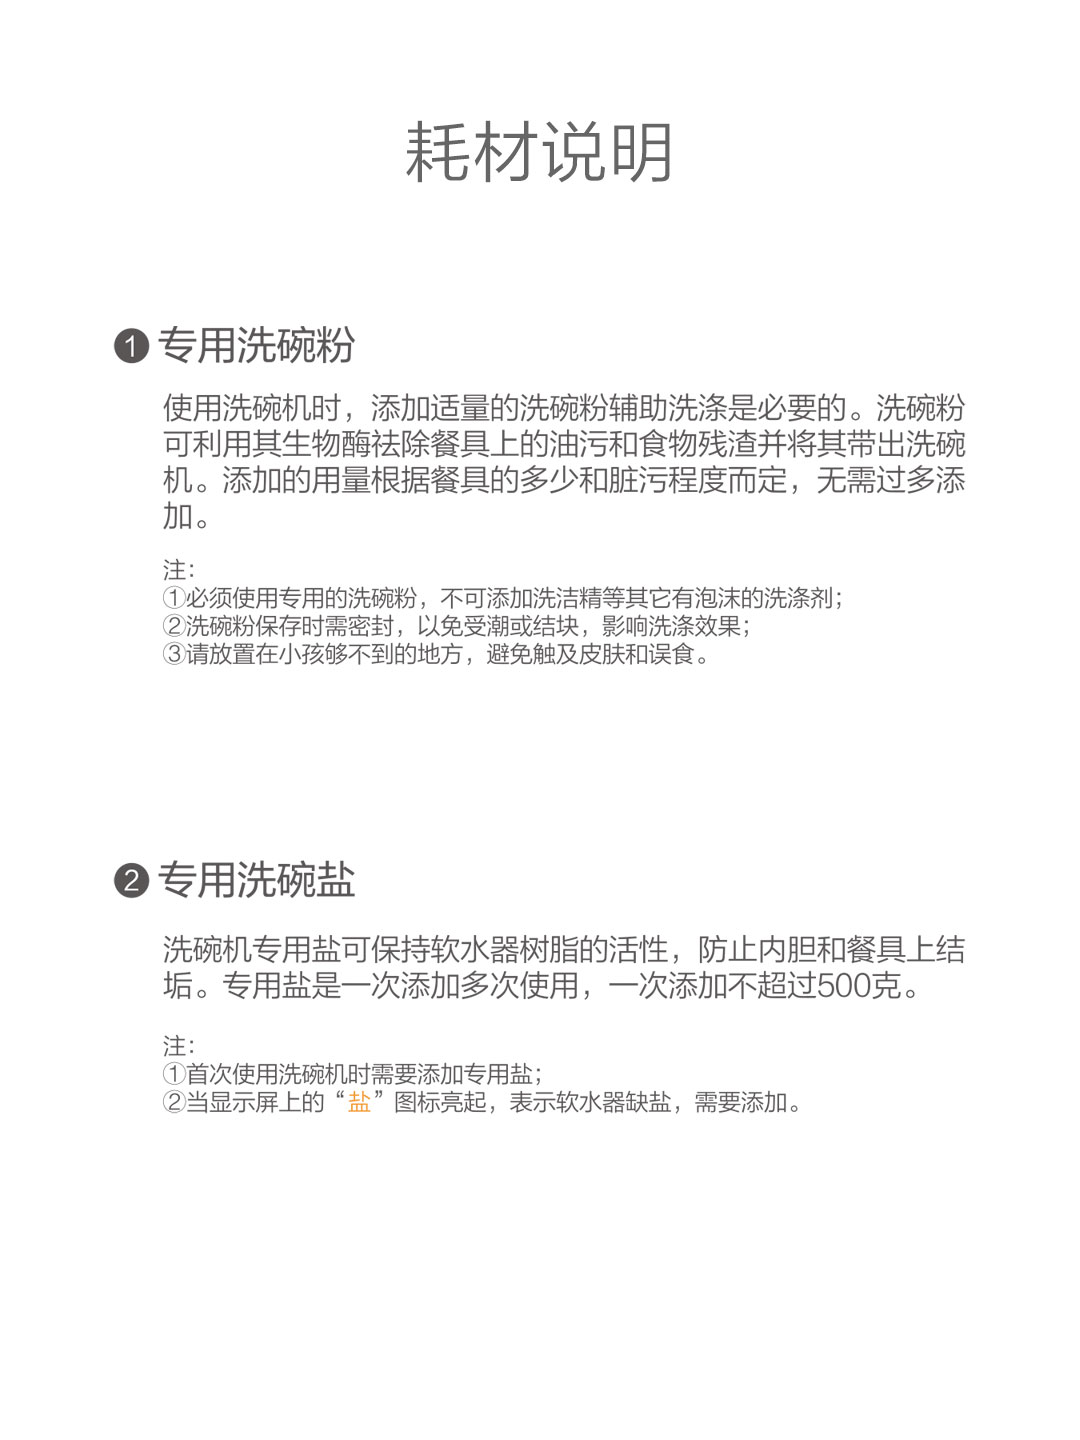 耗材说明
❶专用洗碗粉
使用洗碗机时，添加适量的洗碗粉辅助洗涤是必要的。洗碗粉
可利用其生物酶祛除餐具上的油污和食物残渣并将其带出洗碗
机。添加的用量根据餐具的多少和脏污程度而定，无需过多添
加。
注：
①必须使用专用的洗碗粉，不可添加洗洁精等其它有泡沫的洗涤剂；
②洗碗粉保存时需密封，以免受潮或结块，影响洗涤效果；
③请放置在小孩够不到的地方，避免触及皮肤和误食。
❷专用洗碗盐
洗碗机专用盐可保持软水器树脂的活性，防止内胆和餐具上结
垢。专用盐是一次添加多次使用，一次添加不超过500克。
注：
①首次使用洗碗机时需要添加专用盐；
②当显示屏上的“盐”图标亮起，表示软水器缺盐，需要添加。